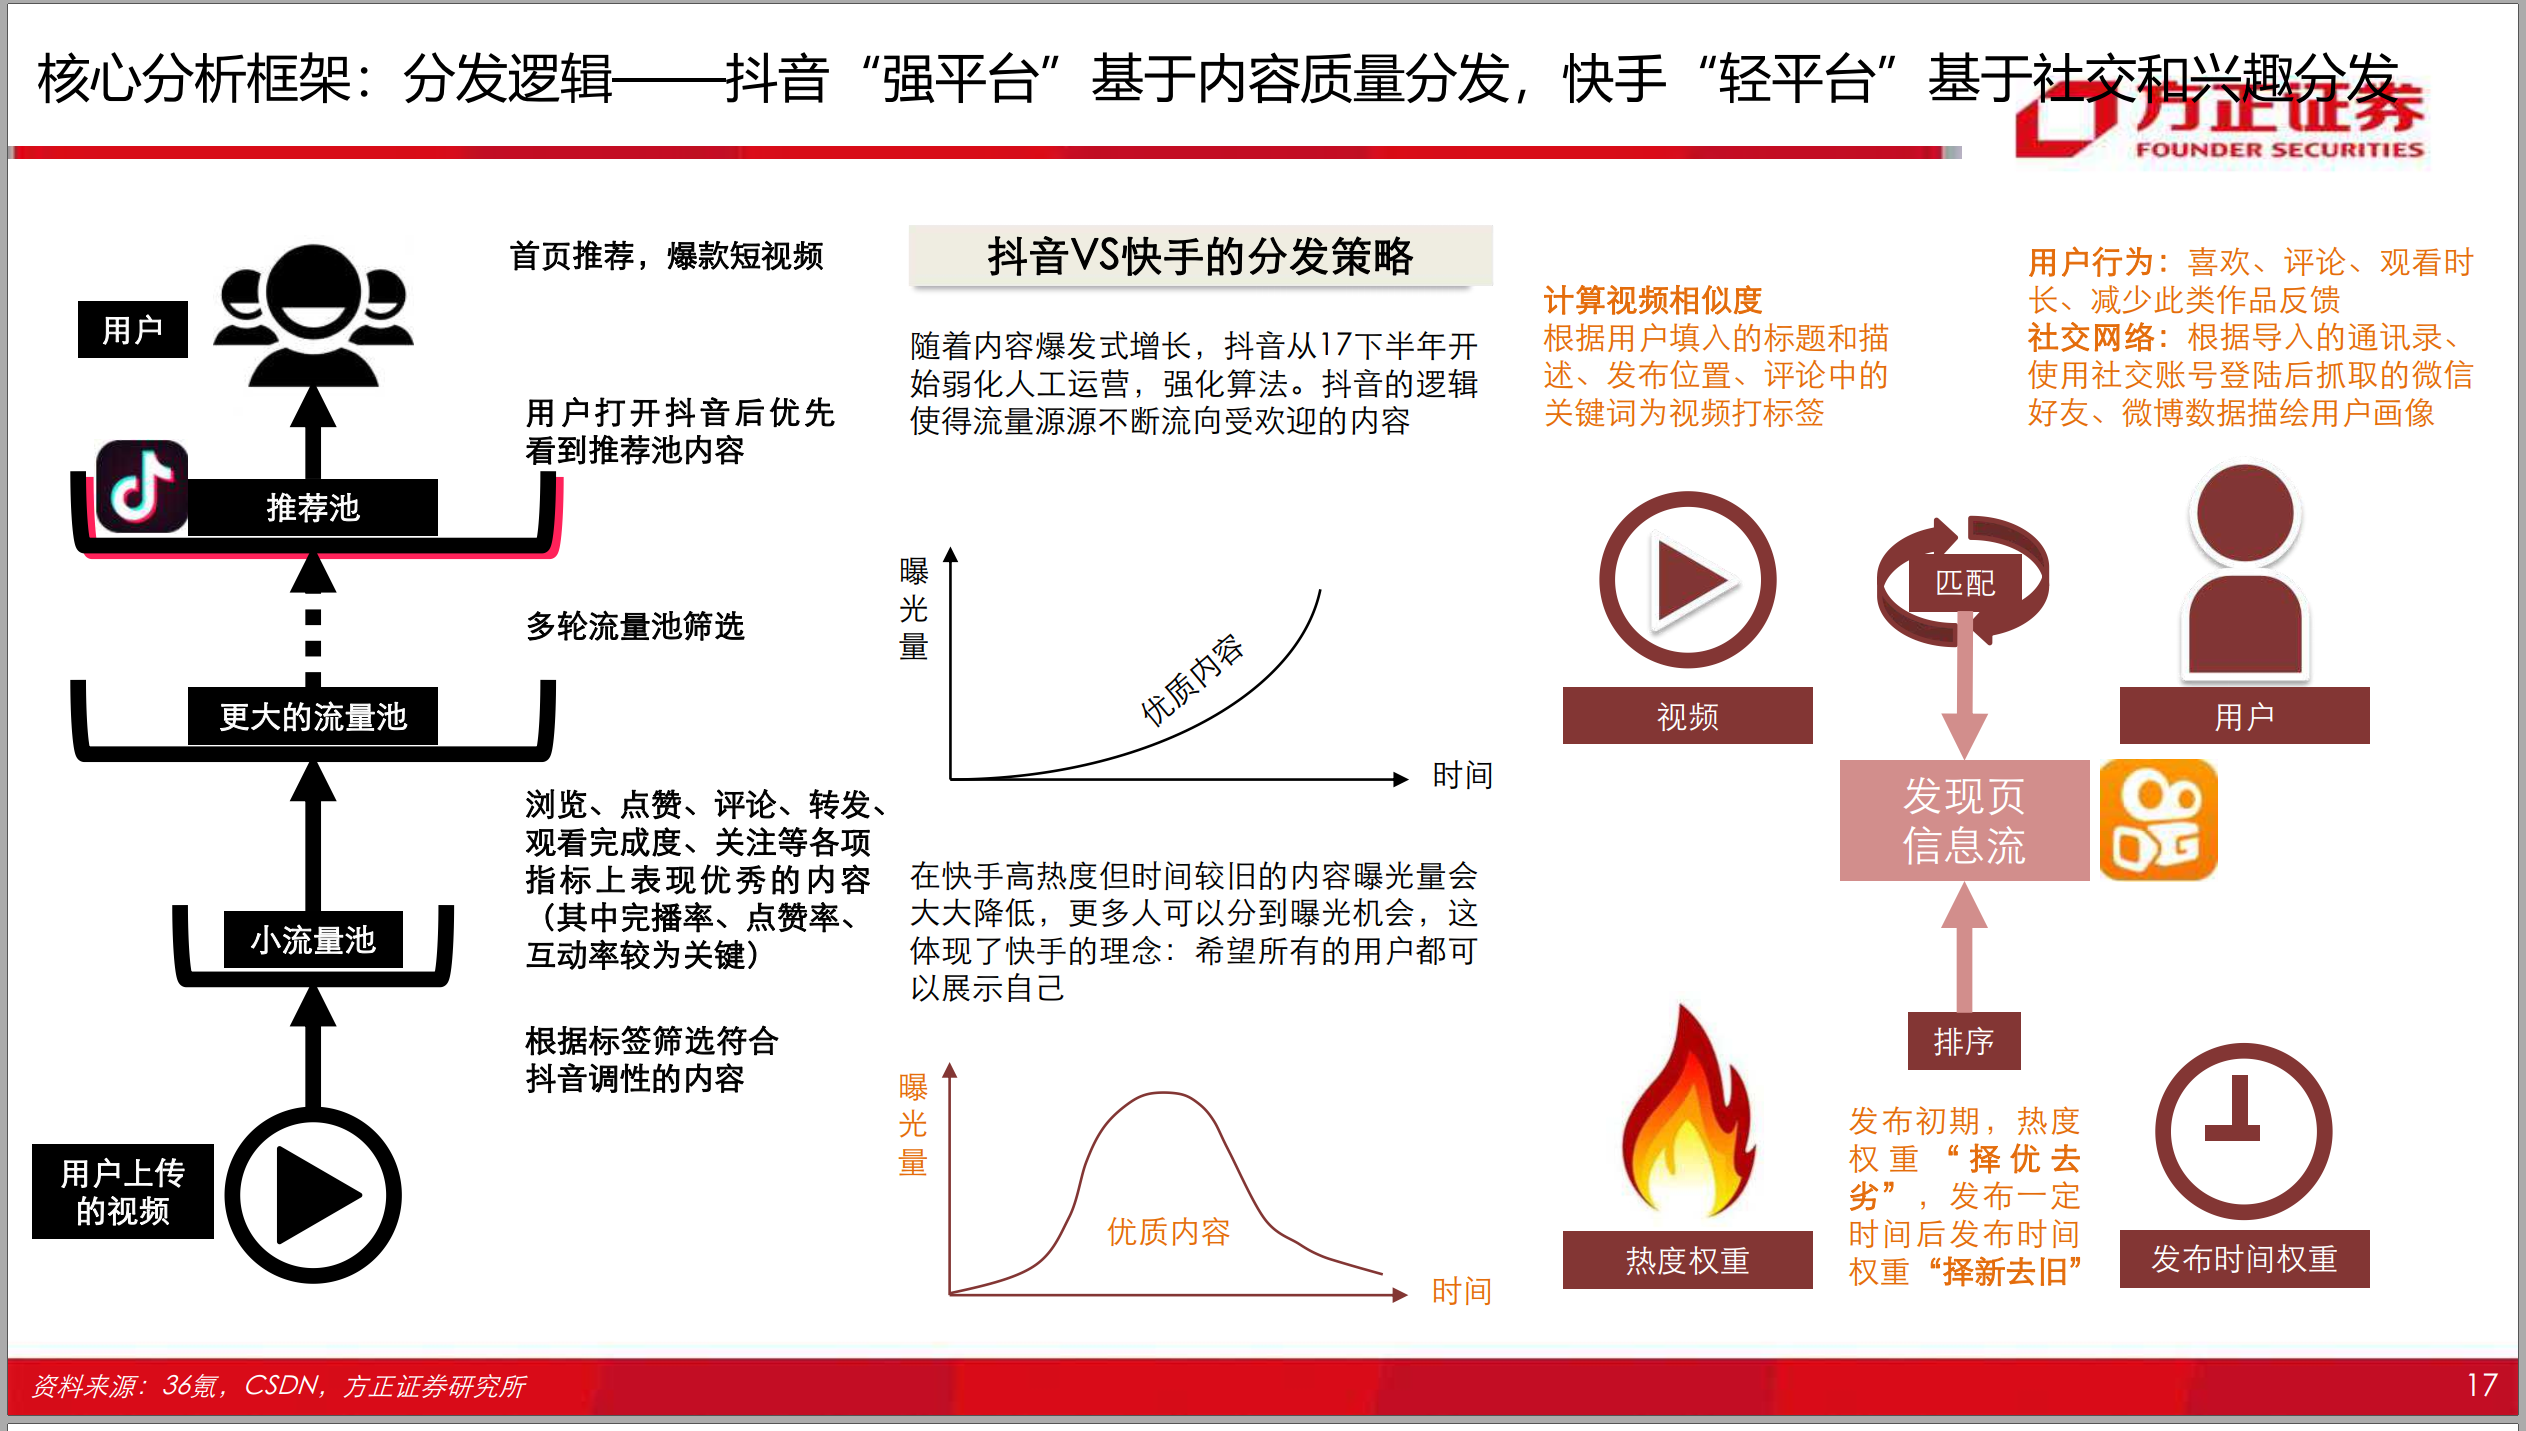 核心分析框架：分发逻辑——抖音“强平台”基于内容质量分发，快手“轻平台”基于社交和兴趣分发
方正证券
FOUNDER SECURITIES
用户
首页推荐，爆款短视频
用户打开抖音后优先
看到推荐池内容
推荐池
多轮流量池筛选
更大的流量池
浏览、点赞、评论、转发、
观看完成度、关注等各项
指标上表现优秀的内容
（其中完播率、点赞率、
互动率较为关键）
小流量池
根据标签筛选符合
抖音调性的内容
用户上传
的视频
抖音VS快手的分发策略
随着内容爆发式增长，抖音从17下半年开
始弱化人工运营，强化算法。抖音的逻辑
使得流量源源不断流向受欢迎的内容
曝光量
优质内容
时间
在快手高热度但时间较旧的内容曝光量会
大大降低，更多人可以分到曝光机会，这
体现了快手的理念：希望所有的用户都可
以展示自己
曝光量
优质内容
时间
计算视频相似度
根据用户填入的标题和描
述、发布位置、评论中的
关键词为视频打标签
用户行为：喜欢、评论、观看时
长、减少此类作品反馈
社交网络：根据导入的通讯录、
使用社交账号登陆后抓取的微信
好友、微博数据描绘用户画像
匹配
视频
用户
发现页
信息流
排序
发布初期，热度
权重“择优去
劣”，发布一定
时间后发布时间
权重“择新去旧”
热度权重
发布时间权重
资料来源：36氪，CSDN，方正证券研究所
17